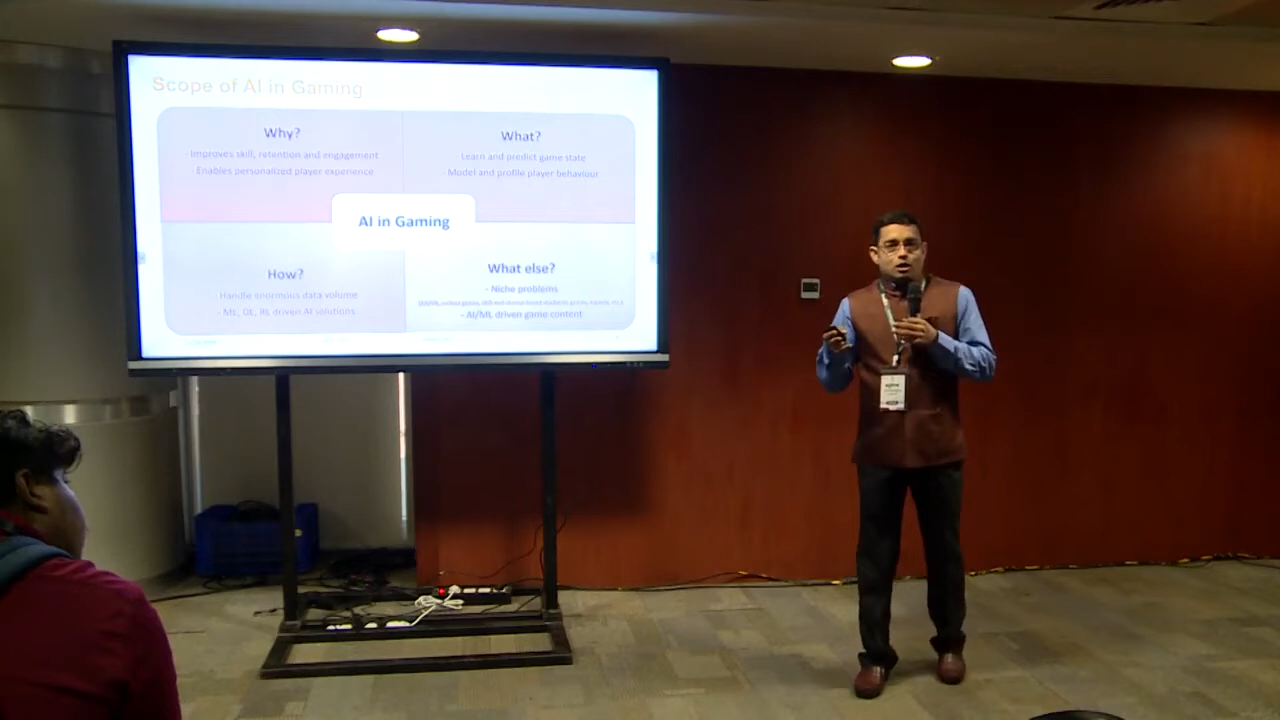 Scope of AI in Gaming
Why?
- Improves skill, retention and engagement
- Enables personalized player experience
What?
- Learn and predict game state
- Model and profile player behaviour
AI in Gaming
How?
- Handle enormous data volume
- ML, DL, RL driven AI solutions
What else?
- Niche problems
- AI/ML driven game content